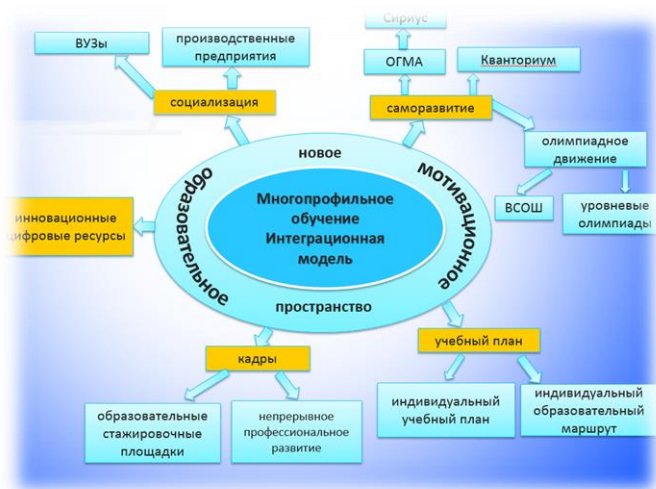 Сириус
ВУЗы
производственные
предприятия
ОГМА
Кванториум
социализация
саморазвитие
олимпиадное
движение
новое
образовательное
мотивационное
ВСОШ
уровневые
олимпиады
Многопрофильное
обучение
Интеграционная
модель
инновационные
цифровые ресурсы
пространство
учебный план
кадры
индивидуальный
учебный план
индивидуальный
образовательный
маршрут
образовательные
стажировочные
площадки
непрерывное
профессиональное
развитие